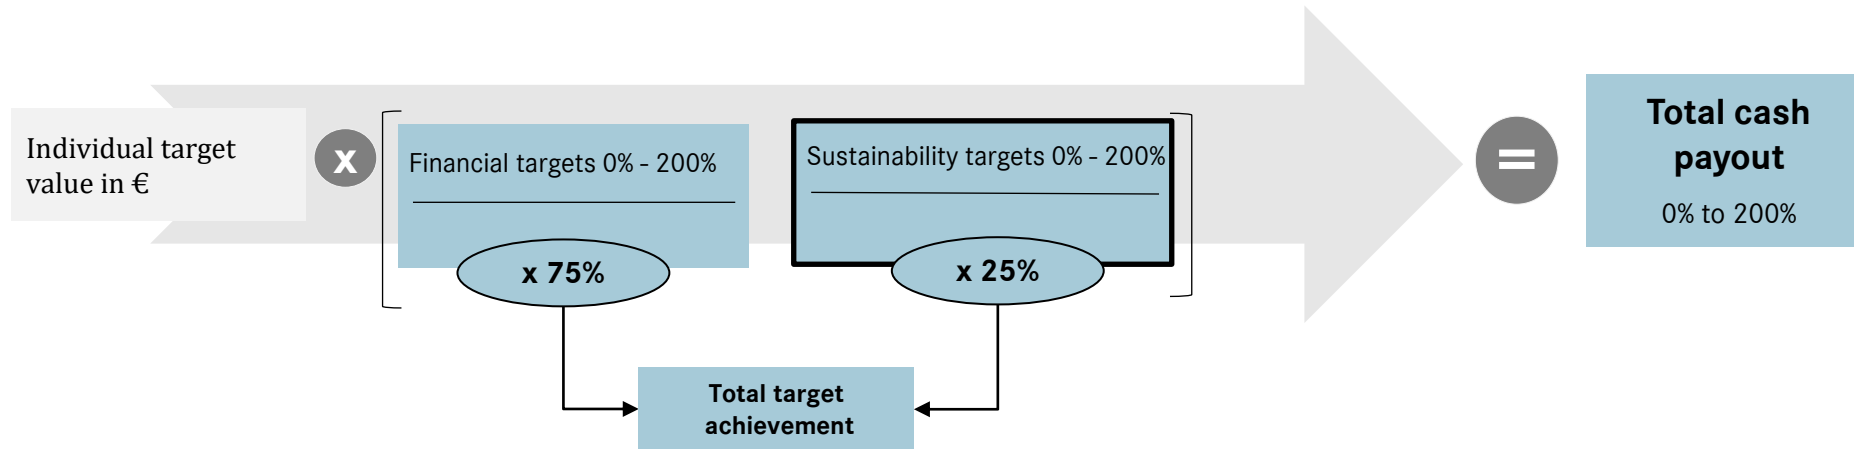 Individual target
value in €
x
Financial targets 0% - 200%
x 75%
Sustainability targets 0% - 200%
x 25%
=
Total cash
payout
0% to 200%
Total target
achievement